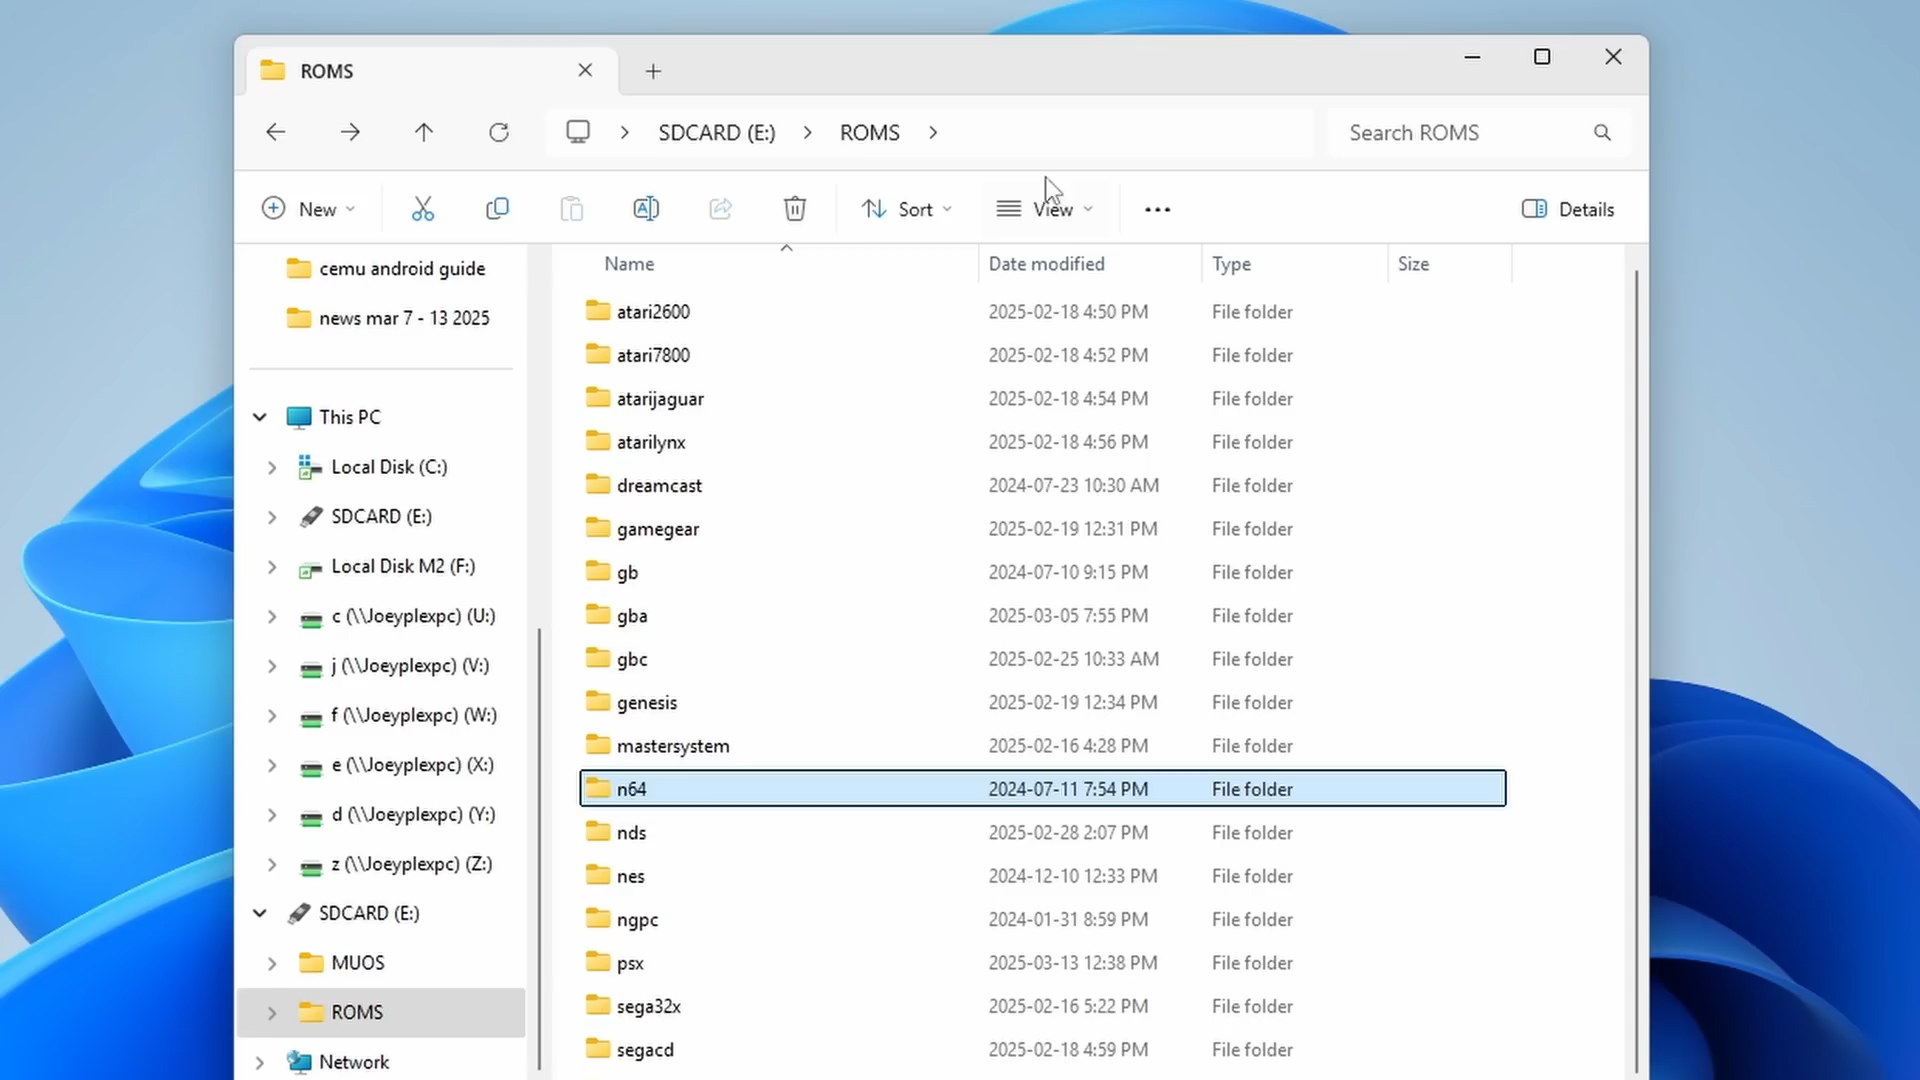 ROMS
SDCARD (E:) ROMS Search ROMS
New Sort View Details
cemu android guide
news mar 7 - 13 2025
This PC
Local Disk (C:)
SDCARD (E:)
Local Disk M2 (F:)
c (\\Joeyplexpc) (U:)
j (\\Joeyplexpc) (V:)
f (\\Joeyplexpc) (W:)
e (\\Joeyplexpc) (X:)
d (\\Joeyplexpc) (Y:)
z (\\Joeyplexpc) (Z:)
SDCARD (E:)
MUOS
ROMS
Network
Name Date modified Type Size
atari2600 2025-02-18 4:50 PM File folder
atari7800 2025-02-18 4:52 PM File folder
atarijaguar 2025-02-18 4:54 PM File folder
atarilynx 2025-02-18 4:56 PM File folder
dreamcast 2024-07-23 10:30 AM File folder
gamegear 2025-02-19 12:31 PM File folder
gb 2024-07-10 9:15 PM File folder
gba 2025-03-05 7:55 PM File folder
gbc 2025-02-25 10:33 AM File folder
genesis 2025-02-19 12:34 PM File folder
mastersystem 2025-02-16 4:28 PM File folder
n64 2024-07-11 7:54 PM File folder
nds 2025-02-28 2:07 PM File folder
nes 2024-12-10 12:33 PM File folder
ngpc 2024-01-31 8:59 PM File folder
psx 2025-03-13 12:38 PM File folder
sega32x 2025-02-16 5:22 PM File folder
segacd 2025-02-18 4:59 PM File folder